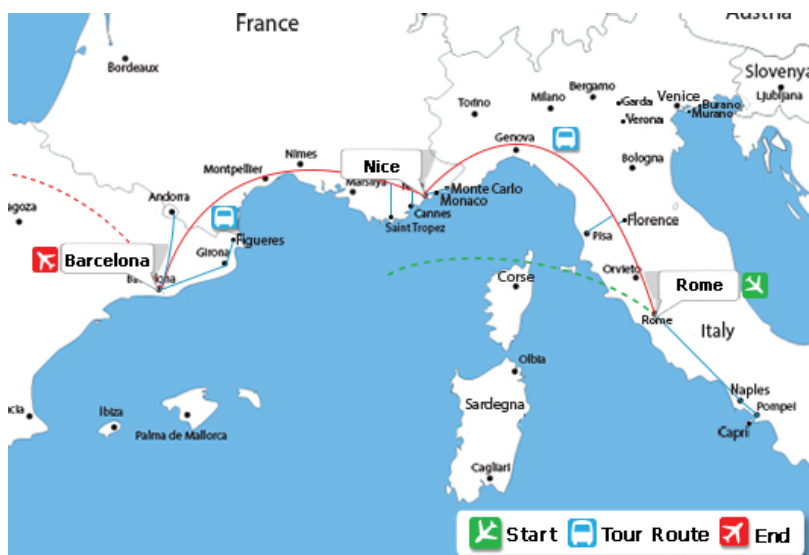 France
Austria
Bordeaux
Slovenya
Ljubljana
Torino
Milano
Bergamo
Garda
Verona
Venice
Burano
Murano
Genova
Bologna
Montpellier
Nimes
Nice
Marsilya
Monte Carlo
Monaco
Cannes
Saint Tropez
Andorra
Girona
Figueres
Barcelona
Pisa
Florence
Orvieto
Corse
Rome
Rome
Italy
Olbia
Naples
Pompei
Capri
Ibiza
Palma de Mallorca
Sardegna
Cagliari
Start Tour Route End